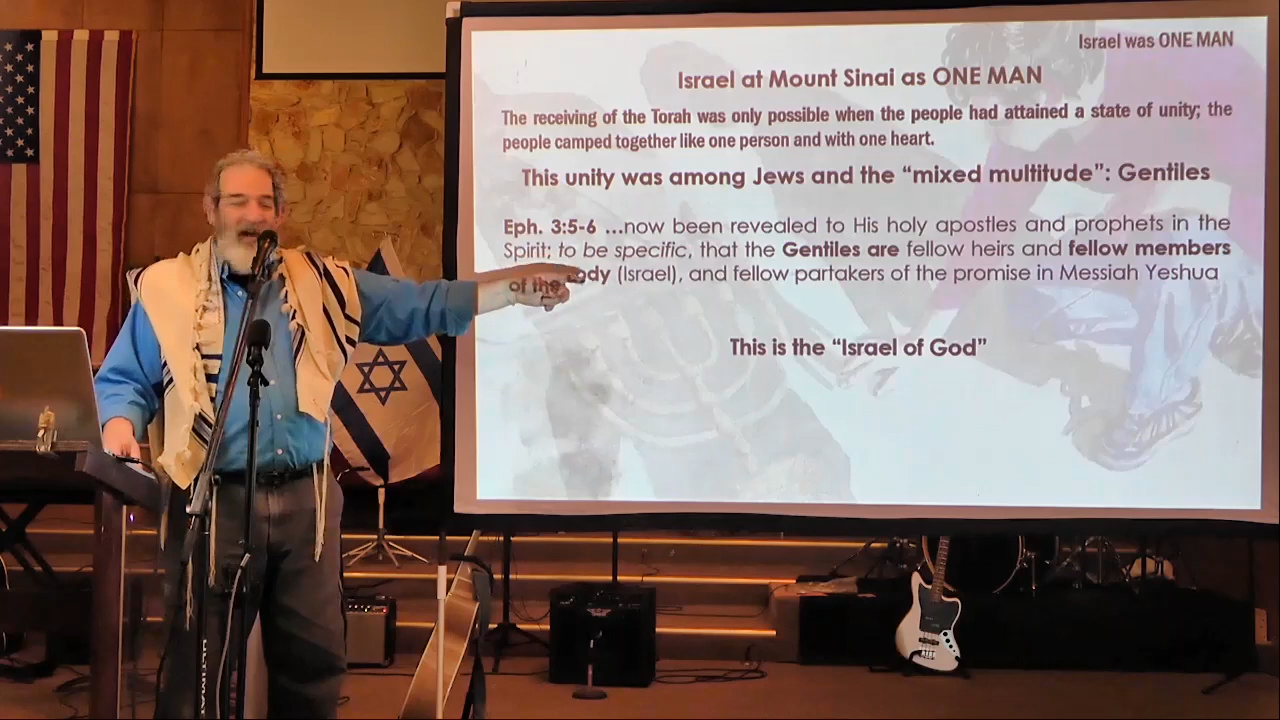 Israel was ONE MAN
Israel at Mount Sinai as ONE MAN
The receiving of the Torah was only possible when the people had attained a state of unity; the
people camped together like one person and with one heart.
This unity was among Jews and the “mixed multitude”: Gentiles
Eph. 3:5-6 ...now been revealed to His holy apostles and prophets in the
Spirit; to be specific, that the Gentiles are fellow heirs and fellow members
of the body (Israel), and fellow partakers of the promise in Messiah Yeshua
This is the “Israel of God”